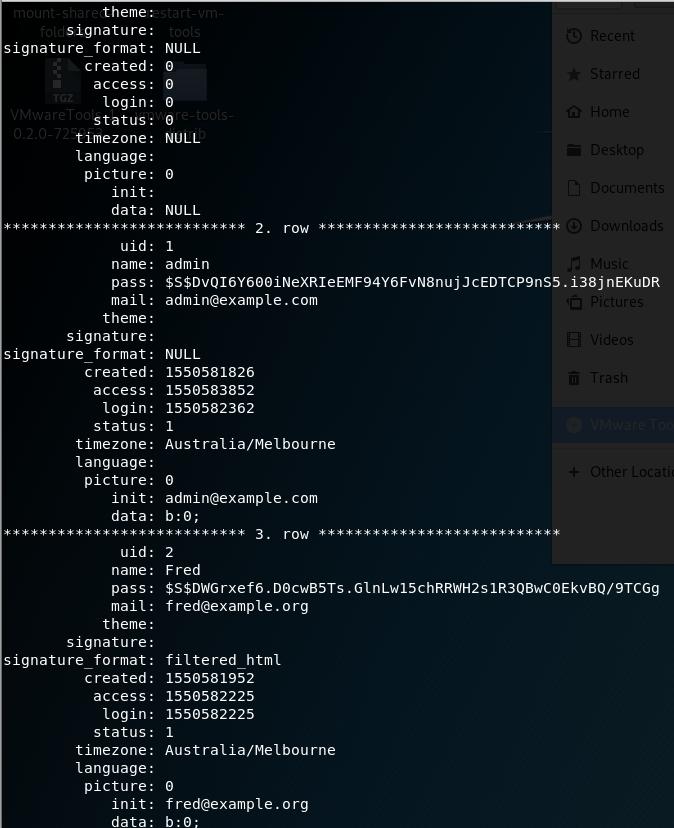 mount-shared- restart-vm-
theme:
folders tools
signature:
signature_format: NULL
created: 0
access: 0
login: 0
TGZ
VMwareTools-
status: 0
0.2.0-725
timezone: NULL
language:
picture: 0
init:
data: NULL
*************************** 2. row ***************************
uid: 1
name: admin
pass: $S$DvQI6Y600iNeXRIeEMF94Y6FvN8nujJcEDTCP9nS5.i38jnEKuDR
mail: admin@example.com
theme:
signature:
signature_format: NULL
created: 1550581826
access: 1550583852
login: 1550582362
status: 1
timezone: Australia/Melbourne
language:
picture: 0
init: admin@example.com
data: b:0;
*************************** 3. row ***************************
uid: 2
name: Fred
pass: $S$DWGrxef6.D0cwB5Ts.GlnLw15chRRWH2s1R3QBwC0EkvBQ/9TCGg
mail: fred@example.org
theme:
signature:
signature_format: filtered_html
created: 1550581952
access: 1550582225
login: 1550582225
status: 1
timezone: Australia/Melbourne
language:
picture: 0
init: fred@example.org
data: b:0;
Recent
Starred
Home
Desktop
Documents
Downloads
Music
Pictures
Videos
Trash
VMware Too
+ Other Locati